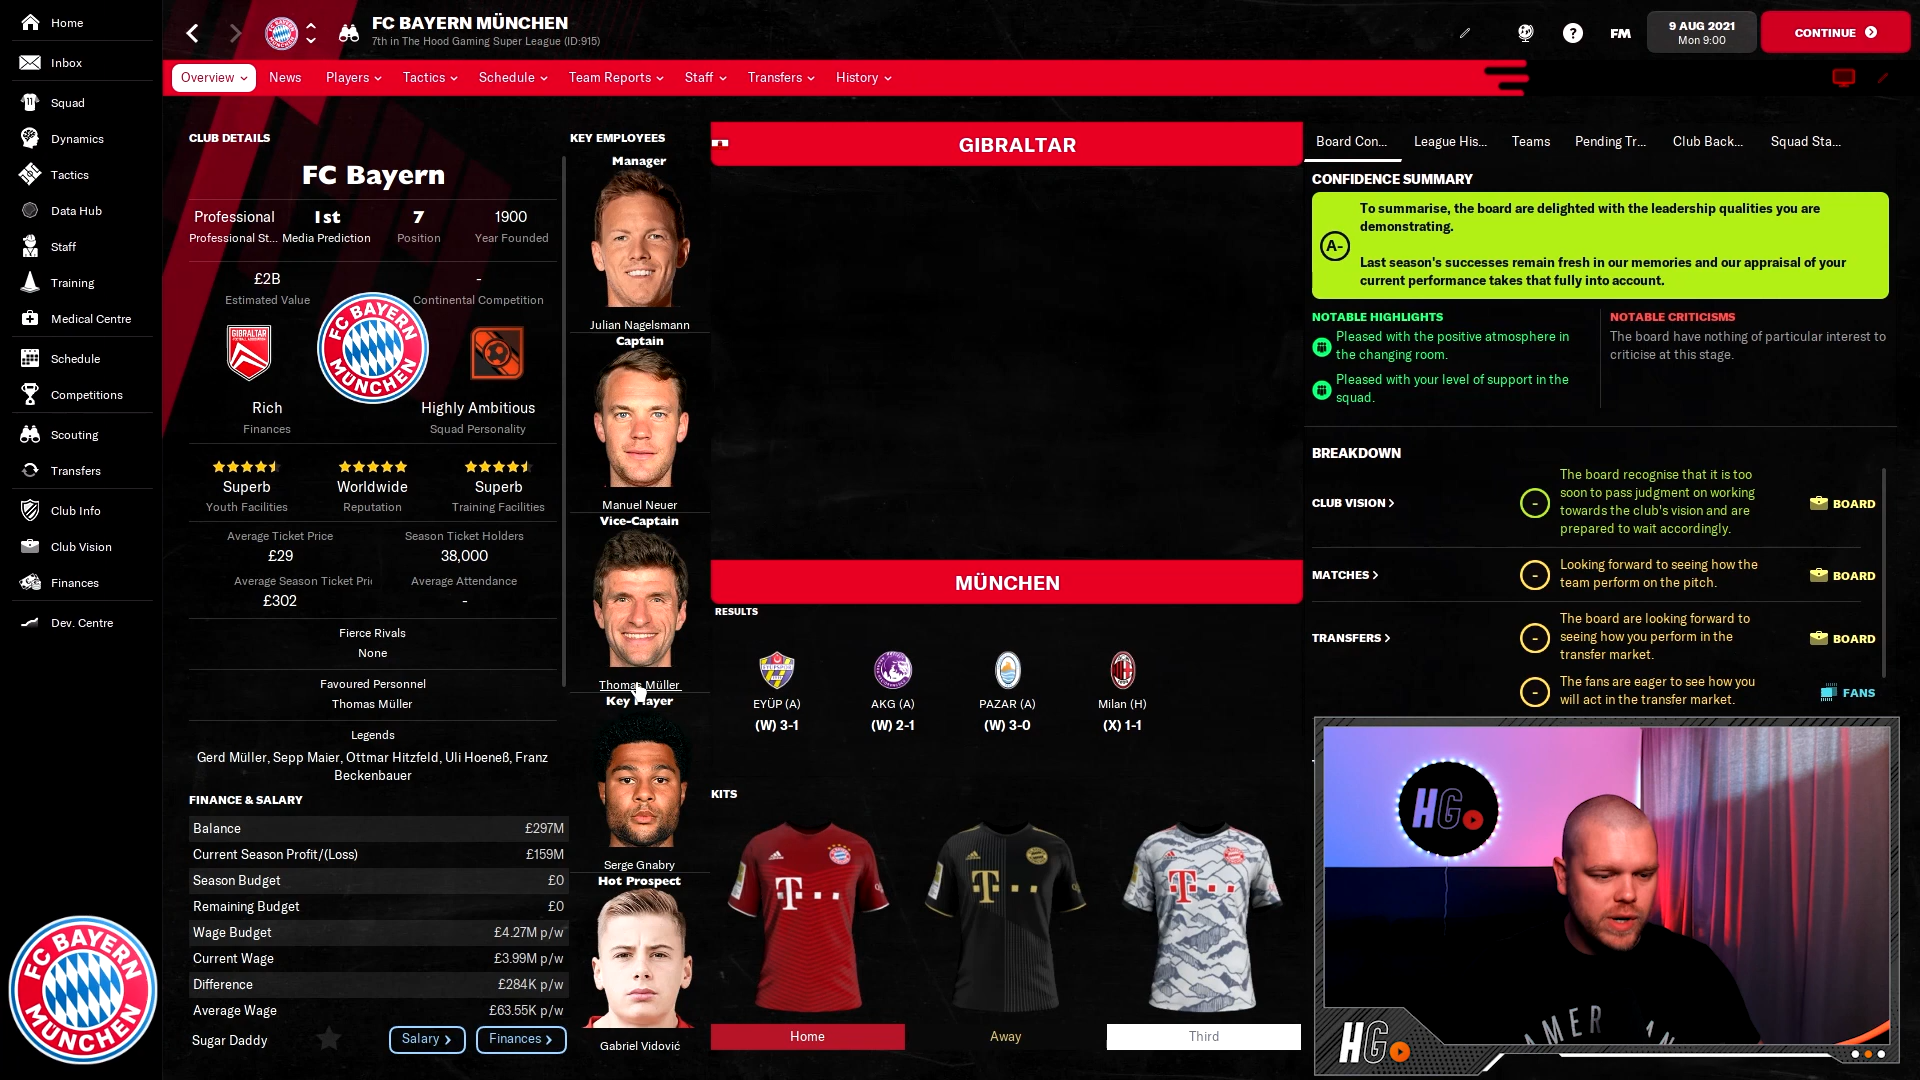 Home
Inbox
Squad
Dynamics
Tactics
Data Hub
Staff
Training
Medical Centre
Schedule
Competitions
Scouting
Transfers
Club Info
Club Vision
Finances
Dev. Centre
FC BAYERN MÜNCHEN
7th in The Hood Gaming Super League (ID:915)
FM
9 AUG 2021
Mon 9:00
CONTINUE
Overview
News
Players
Tactics
Schedule
Team Reports
Staff
Transfers
History
CLUB DETAILS
FC Bayern
Professional 1st 7 1900
Professional St... Media Prediction Position Year Founded
£2B -
Estimated Value Continental Competition
GIBRALTAR
FC BAYERN
MÜNCHEN
Rich Highly Ambitious
Finances Squad Personality
Superb Worldwide Superb
Youth Facilities Reputation Training Facilities
Average Ticket Price Season Ticket Holders
£29 38,000
Average Season Ticket Pri Average Attendance
£302 -
Fierce Rivals
None
Favoured Personnel
Thomas Müller
Legends
Gerd Müller, Sepp Maier, Ottmar Hitzfeld, Uli Hoeneß, Franz
Beckenbauer
FINANCE & SALARY
Balance £297M
Current Season Profit/(Loss) £159M
Season Budget £0
Remaining Budget £0
Wage Budget £4.27M p/w
Current Wage £3.99M p/w
Difference £284K p/w
Average Wage £63.55K p/w
Sugar Daddy
Salary
Finances
FC BAYERN
MÜNCHEN
KEY EMPLOYEES
Manager
Julian Nagelsmann
Captain
Manuel Neuer
Vice-Captain
Thomas Müller
Key Player
Serge Gnabry
Hot Prospect
Gabriel Vidović
GIBRALTAR
MÜNCHEN
RESULTS
EYÜP (A) AKG (A) PAZAR (A) Milan (H)
(W) 3-1 (W) 2-1 (W) 3-0 (X) 1-1
KITS
Home Away Third
Board Con... League His... Teams Pending Tr... Club Back... Squad Sta...
CONFIDENCE SUMMARY
A-
To summarise, the board are delighted with the leadership qualities you are
demonstrating.
Last season's successes remain fresh in our memories and our appraisal of your
current performance takes that fully into account.
NOTABLE HIGHLIGHTS
Pleased with the positive atmosphere in
the changing room.
Pleased with your level of support in the
squad.
NOTABLE CRITICISMS
The board have nothing of particular interest to
criticise at this stage.
BREAKDOWN
CLUB VISION
-
The board recognise that it is too
soon to pass judgment on working
towards the club's vision and are
prepared to wait accordingly.
BOARD
MATCHES
-
Looking forward to seeing how the
team perform on the pitch.
BOARD
TRANSFERS
-
The board are looking forward to
seeing how you perform in the
transfer market.
BOARD
-
The fans are eager to see how you
will act in the transfer market.
FANS
HG
HG